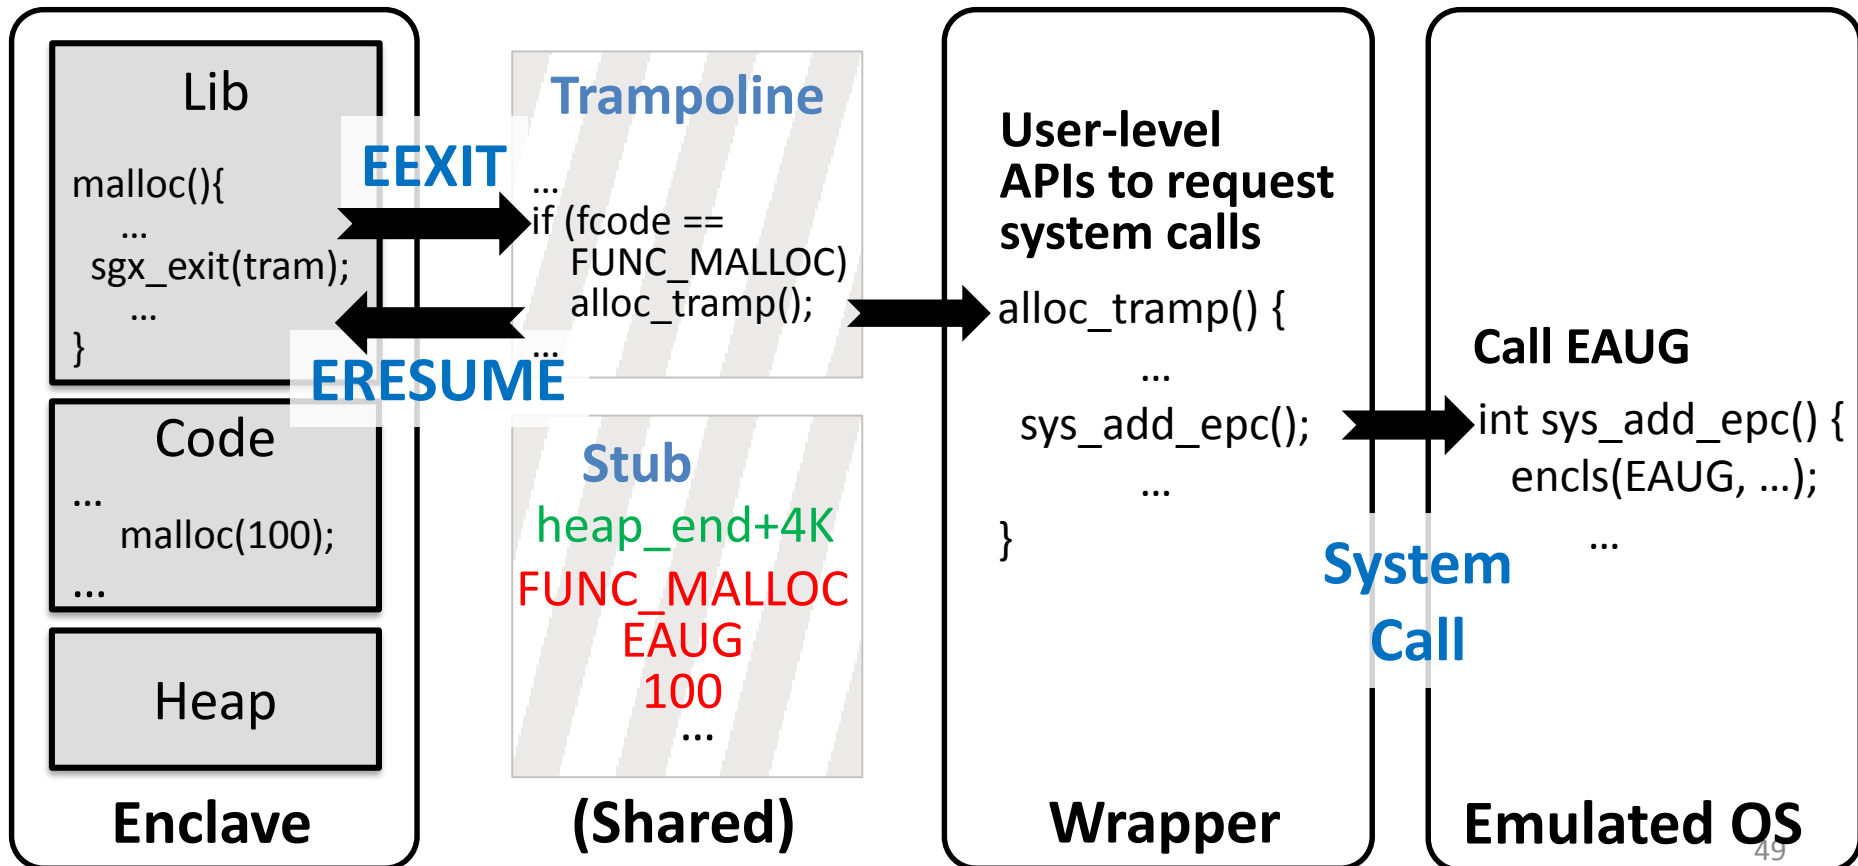 Lib
malloc(){
...
sgx_exit(tram);
...
}
Code
...
malloc(100);
...
Heap
Enclave
EEXIT
ERESUME
Trampoline
...
if (fcode ==
FUNC_MALLOC)
alloc_tramp();
...
Stub
heap_end+4K
FUNC_MALLOC
EAUG
100
...
(Shared)
User-level
APIs to request
system calls
alloc_tramp() {
...
sys_add_epc();
...
}
Wrapper
System
Call
Call EAUG
int sys_add_epc() {
encls(EAUG, ...);
...
Emulated OS
49